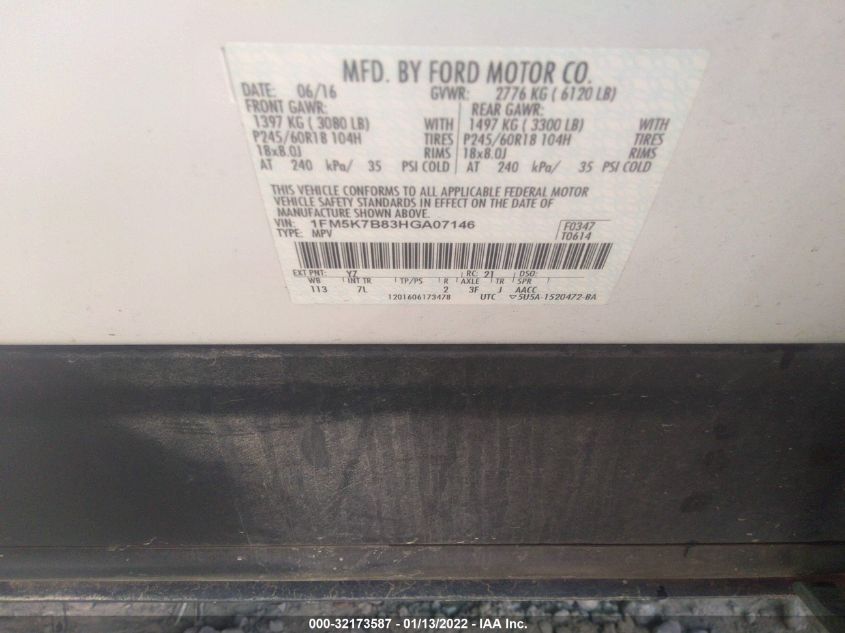 MFD. BY FORD MOTOR CO.
DATE: 06/16 GVWR: 2776 KG ( 6120 LB)
FRONT GAWR: REAR GAWR:
1397 KG ( 3080 LB) WITH 1497 KG ( 3300 LB) WITH
P245/60R18 104H TIRES P245/60R18 104H TIRES
18x8.0J RIMS 18x8.0J RIMS
AT 240 kPa/ 35 PSI COLD AT 240 kPa/ 35 PSI COLD
THIS VEHICLE CONFORMS TO ALL APPLICABLE FEDERAL MOTOR
VEHICLE SAFETY STANDARDS IN EFFECT ON THE DATE OF
MANUFACTURE SHOWN ABOVE.
VIN: 1FM5K7B83HGA07146 F0347
TYPE: MPV T0614
EXT PNT: YZ RC: 21 DSO:
WB INT TR TP/PS R AXLE TR SPR
113 7L 2 3F J AACC
1201606173478 UTC ▽5U5A-1520472-BA
000-32173587 - 01/13/2022 - IAA Inc.